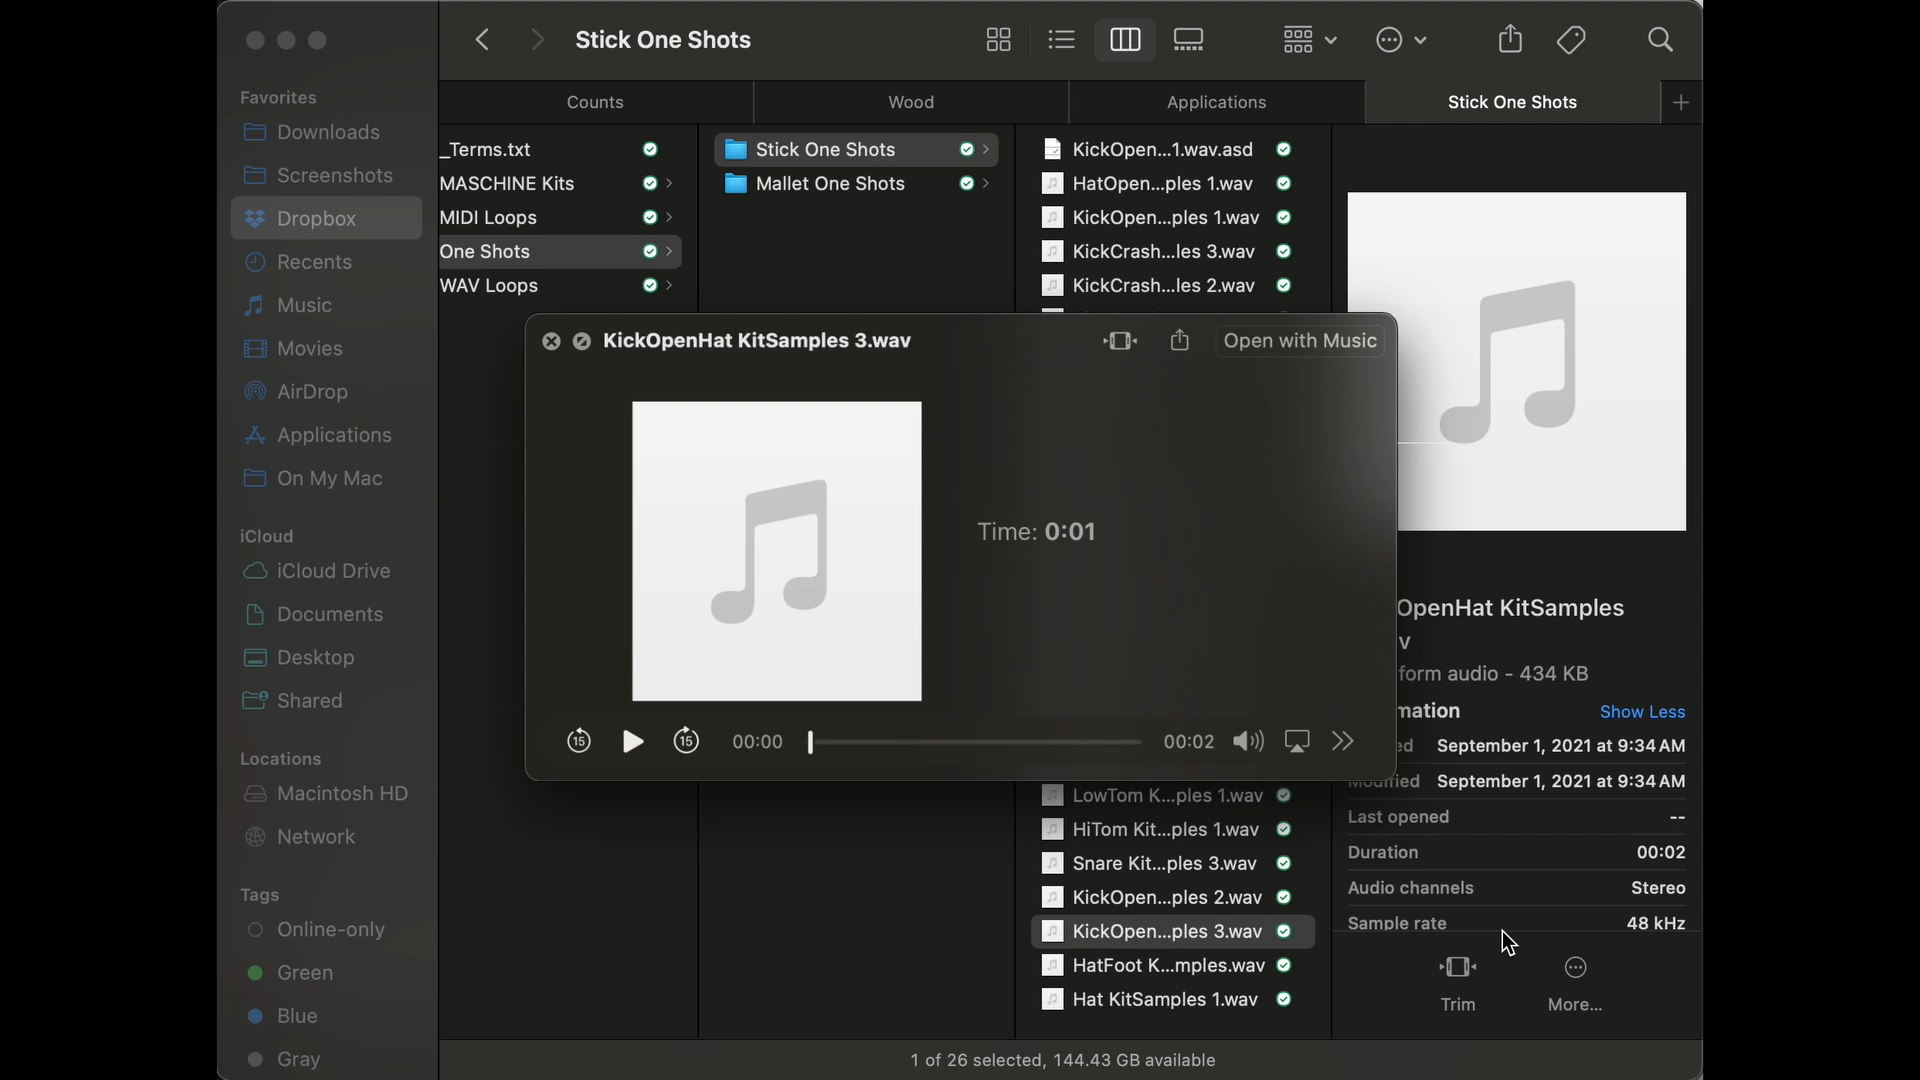 Stick One Shots
Favorites
Downloads
Screenshots
Dropbox
Recents
Music
Movies
AirDrop
Applications
On My Mac
iCloud
iCloud Drive
Documents
Desktop
Shared
Locations
Macintosh HD
Network
Tags
Online-only
Green
Blue
Gray
Counts
Wood
Applications
Stick One Shots
_Terms.txt
MASCHINE Kits
MIDI Loops
One Shots
WAV Loops
Stick One Shots
Mallet One Shots
KickOpen...1.wav.asd
HatOpen...ples 1.wav
KickOpen...ples 1.wav
KickCrash...les 3.wav
KickCrash...les 2.wav
KickOpenHat KitSamples 3.wav
Open with Music
Time: 0:01
15
15
00:00
00:02
LowTom K...ples 1.wav
HiTom Kit...ples 1.wav
Snare Kit...ples 3.wav
KickOpen...ples 2.wav
KickOpen...ples 3.wav
HatFoot K...mples.wav
Hat KitSamples 1.wav
OpenHat KitSamples
v
form audio - 434 KB
mation
Show Less
ed September 1, 2021 at 9:34 AM
Modified September 1, 2021 at 9:34 AM
Last opened --
Duration 00:02
Audio channels Stereo
Sample rate 48 kHz
Trim
More...
1 of 26 selected, 144.43 GB available